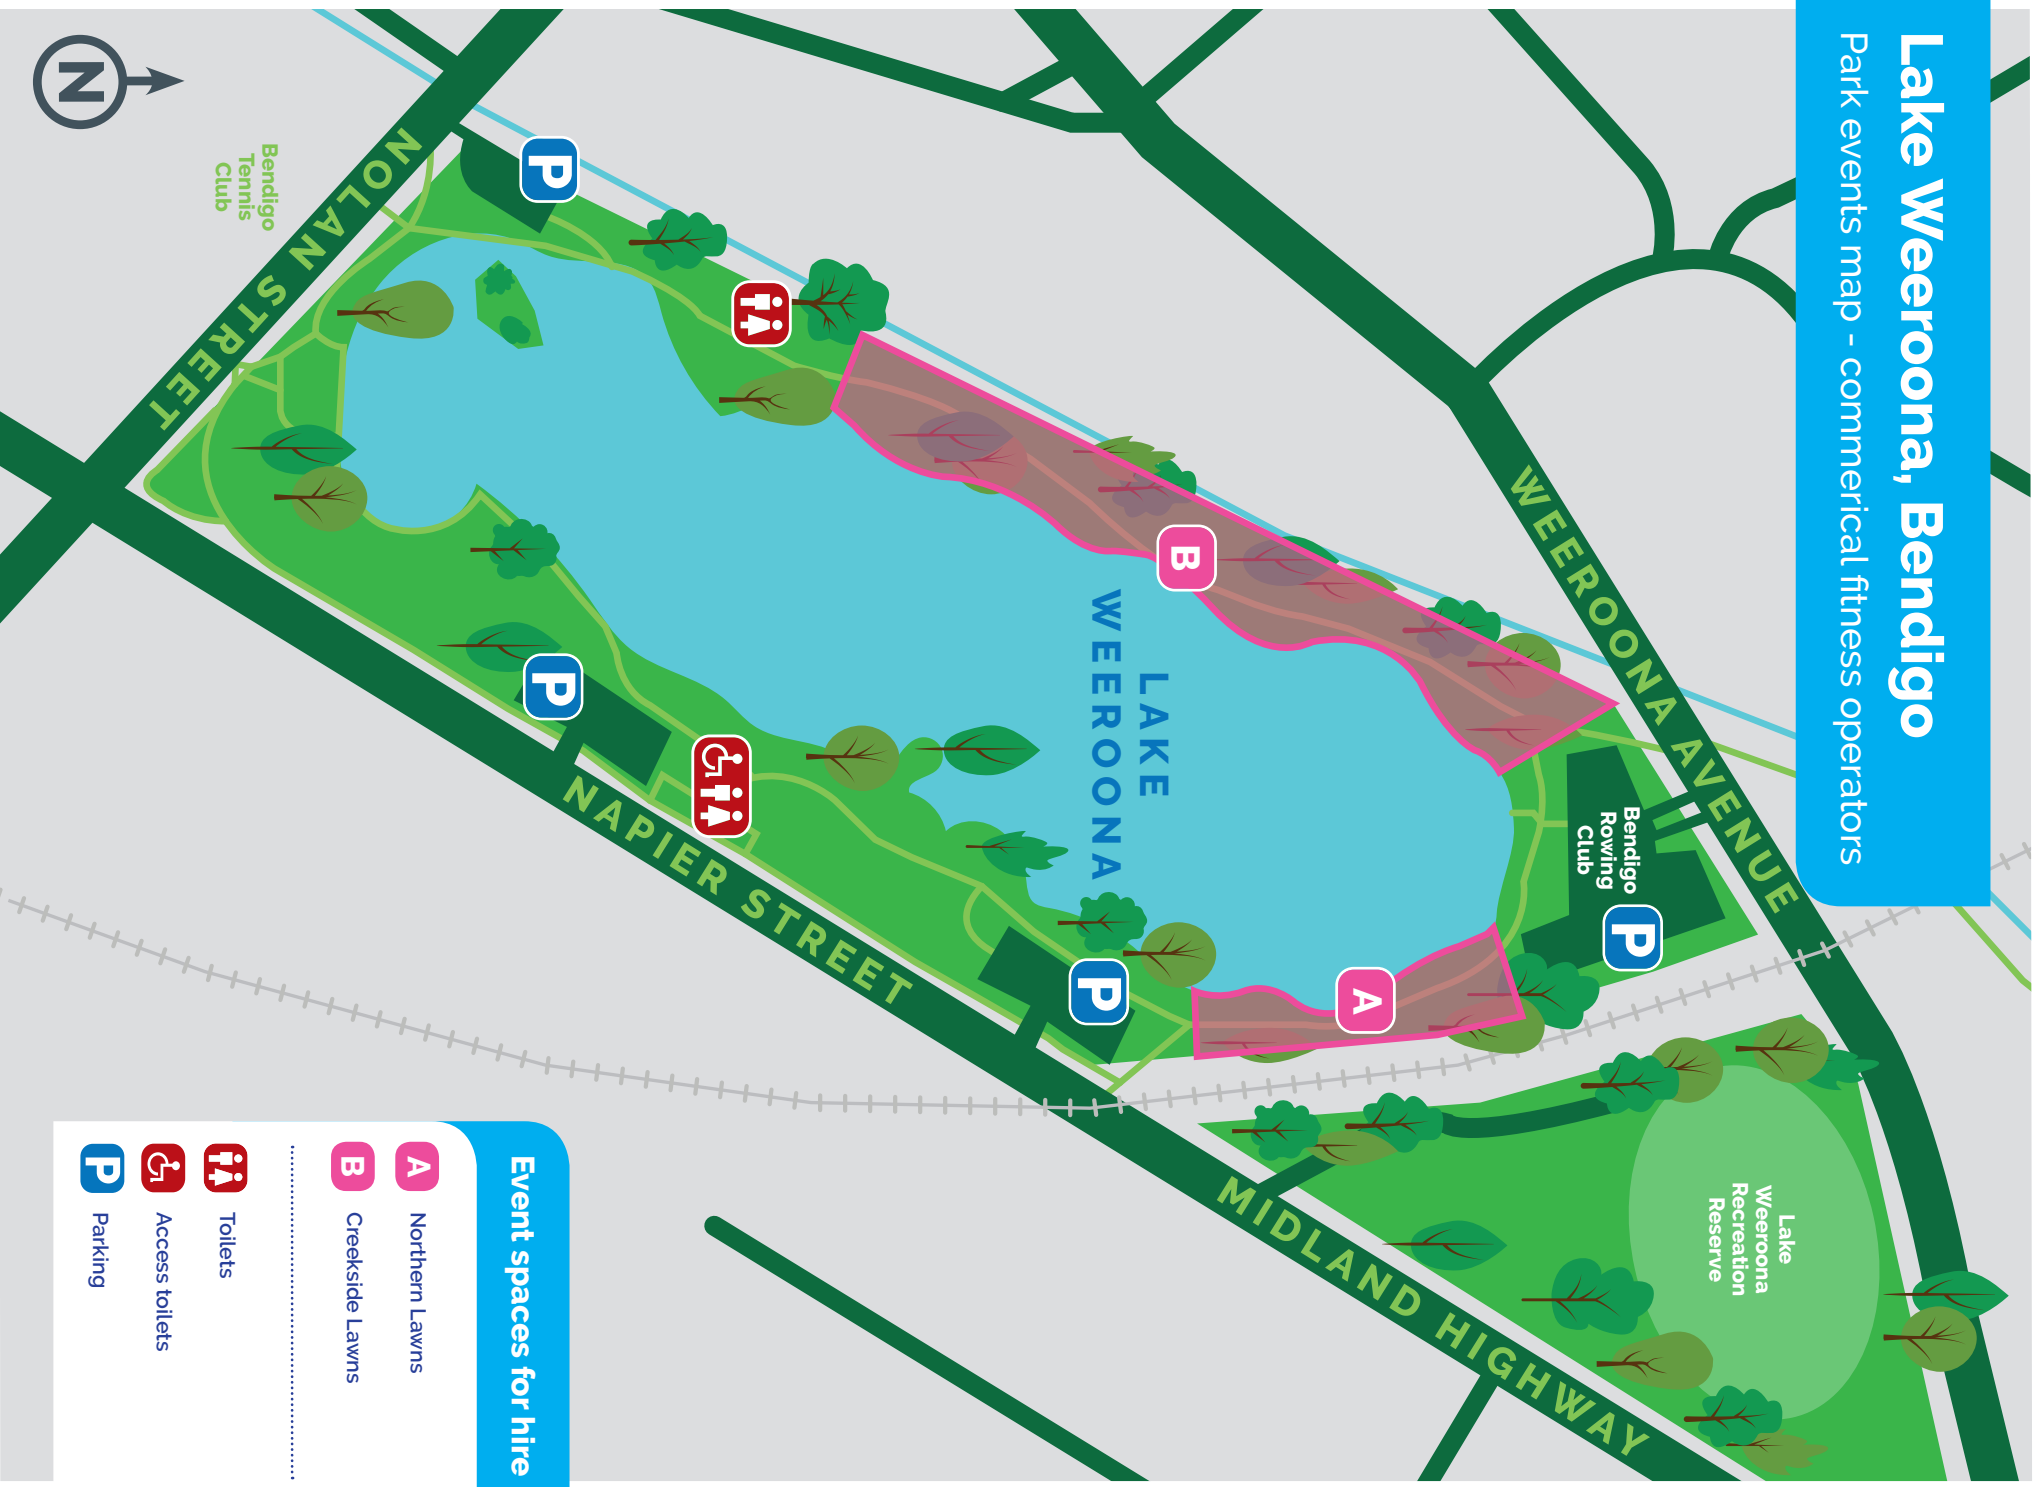 Lake Weeroona, Bendigo
Park events map - commerical fitness operators
WEEROONA AVENUE
Bendigo
Rowing
Club
P
Lake
Weeroona
Recreation
Reserve
LAKE
WEEROONA
B
A
P
P
P
NOLAN STREET
NAPIER STREET
MIDLAND HIGHWAY
Bendigo
Tennis
Club
N
Event spaces for hire
A Northern Lawns
B Creekside Lawns
Toilets
Access toilets
P Parking